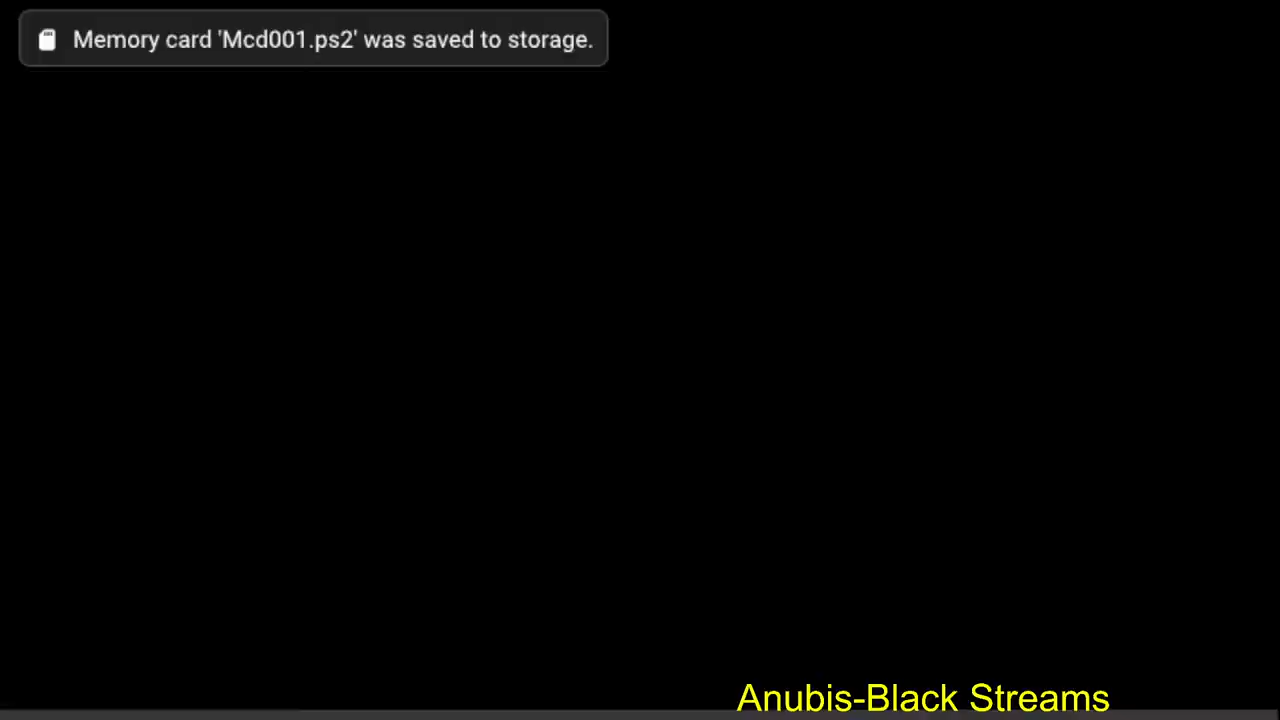 Memory card 'Mcd001.ps2' was saved to storage.
Anubis-Black Streams